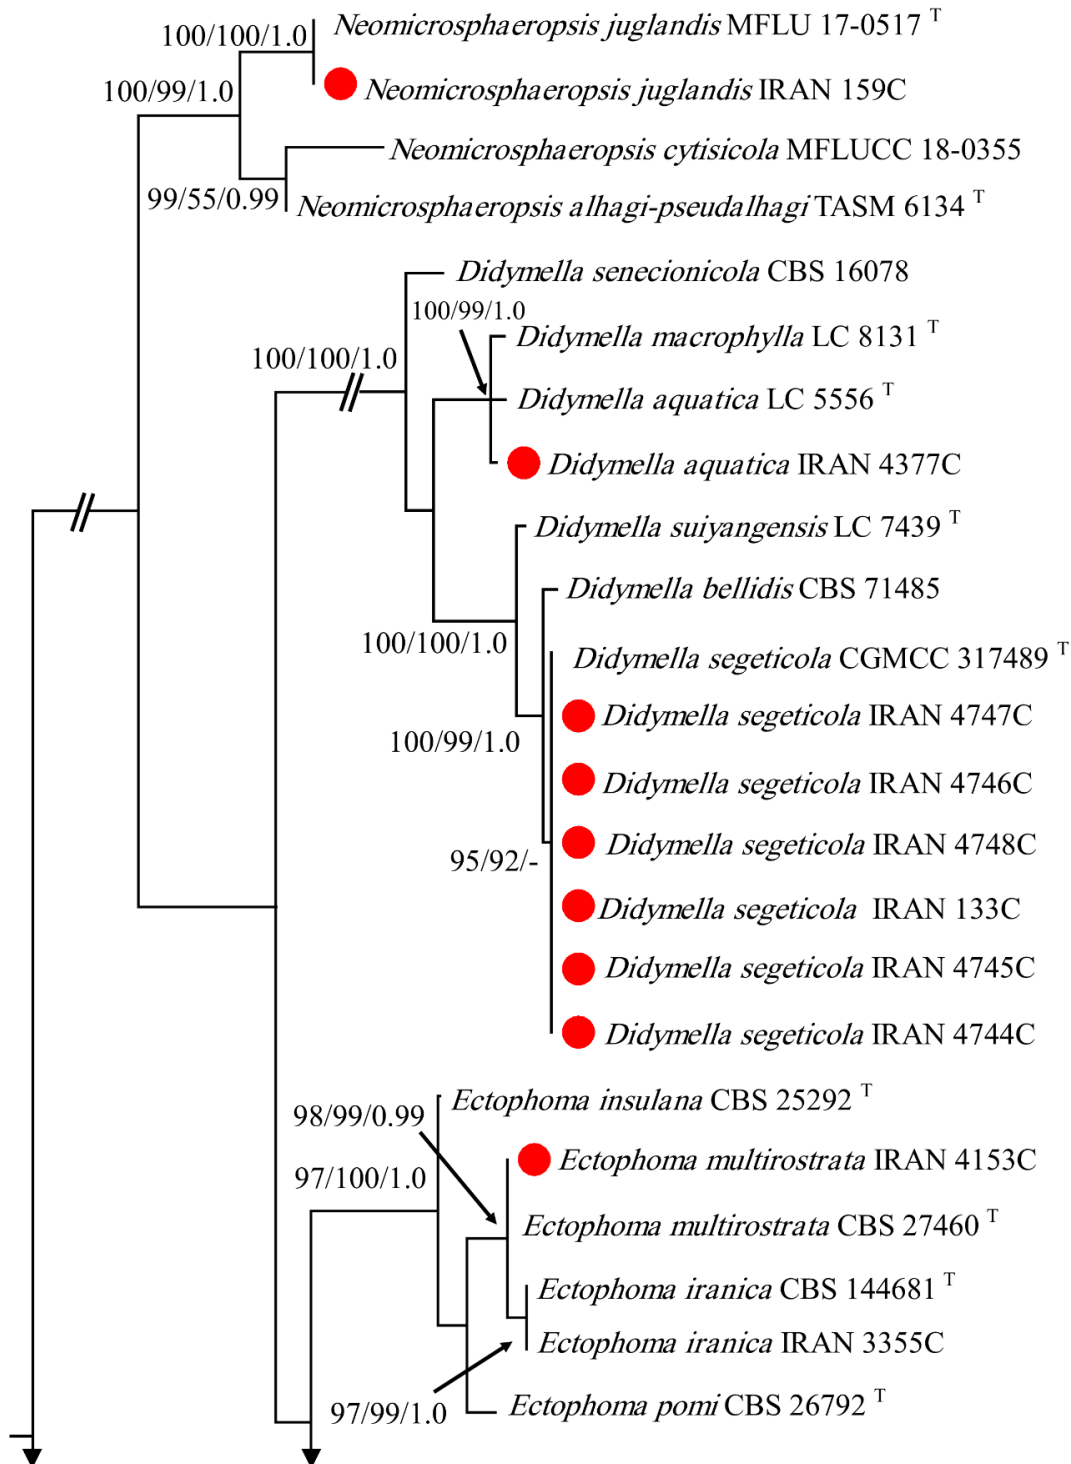 Neomicrosphaeropsis juglandis MFLU 17-0517 T
100/100/1.0
100/99/1.0
Neomicrosphaeropsis juglandis IRAN 159C
Neomicrosphaeropsis cytisicola MFLUCC 18-0355
99/55/0.99
Neomicrosphaeropsis alhagi-pseudalhagi TASM 6134 T
Didymella senecionicola CBS 16078
100/99/1.0
Didymella macrophylla LC 8131 T
100/100/1.0
Didymella aquatica LC 5556 T
Didymella aquatica IRAN 4377C
Didymella suiyangensis LC 7439 T
Didymella bellidis CBS 71485
100/100/1.0
Didymella segeticola CGMCC 317489 T
Didymella segeticola IRAN 4747C
100/99/1.0
Didymella segeticola IRAN 4746C
Didymella segeticola IRAN 4748C
95/92/-
Didymella segeticola IRAN 133C
Didymella segeticola IRAN 4745C
Didymella segeticola IRAN 4744C
Ectophoma insulana CBS 25292 T
98/99/0.99
Ectophoma multirostrata IRAN 4153C
97/100/1.0
Ectophoma multirostrata CBS 27460 T
Ectophoma iranica CBS 144681 T
Ectophoma iranica IRAN 3355C
Ectophoma pomi CBS 26792 T
97/99/1.0